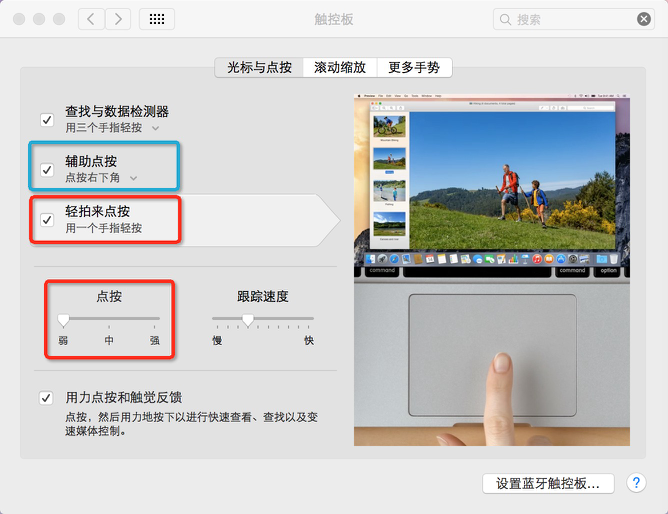 触控板
搜索
光标与点按
滚动缩放
更多手势
查找与数据检测器
用三个手指轻按
辅助点按
点按右下角
轻拍来点按
用一个手指轻按
点按
弱 中 强
跟踪速度
慢 快
用力点按和触觉反馈
点按，然后用力地按下以进行快速查看、查找以及变
速媒体控制。
command
command
option
设置蓝牙触控板...
?